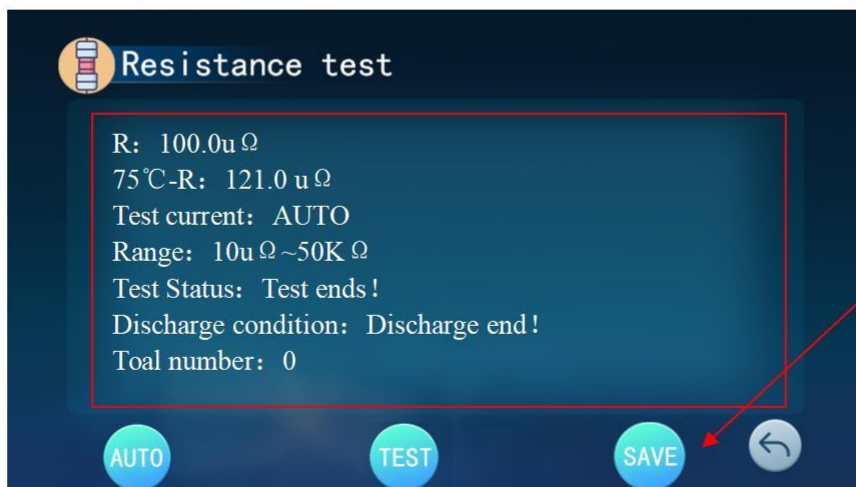 Resistance test
R：100.0uΩ
75℃-R：121.0 uΩ
Test current：AUTO
Range：10uΩ~50KΩ
Test Status：Test ends！
Discharge condition：Discharge end！
Toal number：0
AUTO TEST SAVE